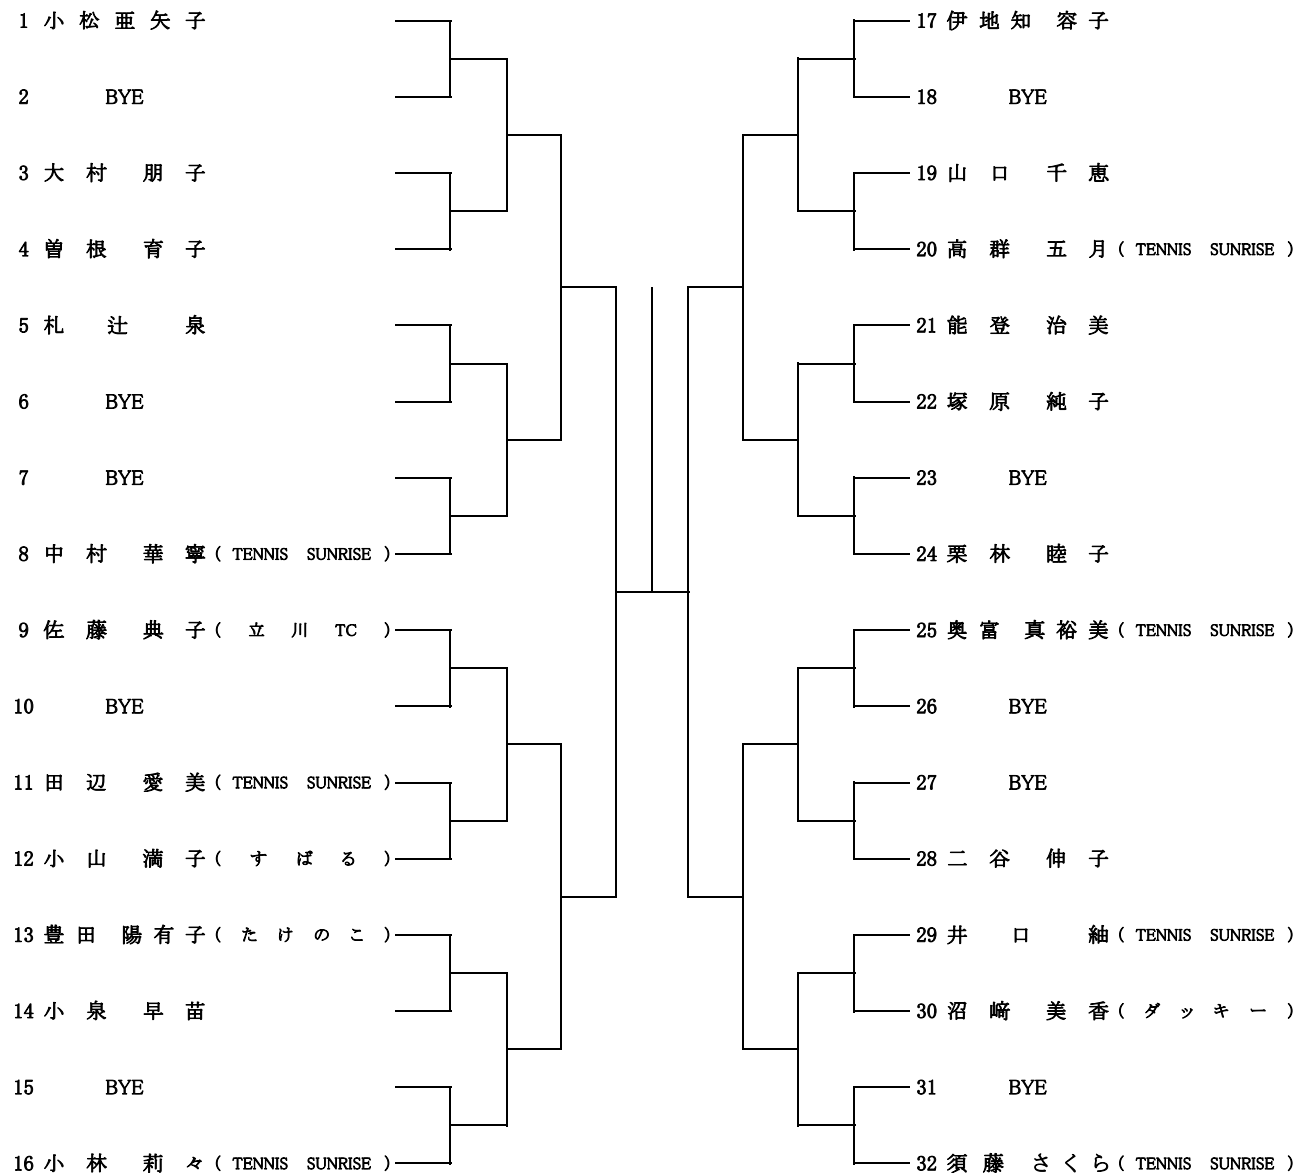 1 小松亜矢子
2 BYE
3 大村 朋子
4 曽根 育子
5 札辻 泉
6 BYE
7 BYE
8 中村 華寧 ( TENNIS SUNRISE )
9 佐藤 典子 ( 立川TC )
10 BYE
11 田辺 愛美 ( TENNIS SUNRISE )
12 小山 満子 ( すばる )
13 豊田 陽有子 ( たけのこ )
14 小泉 早苗
15 BYE
16 小林 莉々 ( TENNIS SUNRISE )
17 伊地知 容子
18 BYE
19 山口 千恵
20 高群 五月 ( TENNIS SUNRISE )
21 能登 治美
22 塚原 純子
23 BYE
24 栗林 睦子
25 奥富 真裕美 ( TENNIS SUNRISE )
26 BYE
27 BYE
28 二谷 伸子
29 井口 紬 ( TENNIS SUNRISE )
30 沼﨑 美香 ( ダッキー )
31 BYE
32 須藤 さくら ( TENNIS SUNRISE )